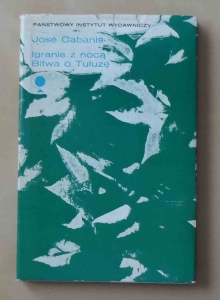 PAŃSTWOWY INSTYTUT WYDAWNICZY
José Cabanis
Igranie z nocą
Bitwa o Tuluzę